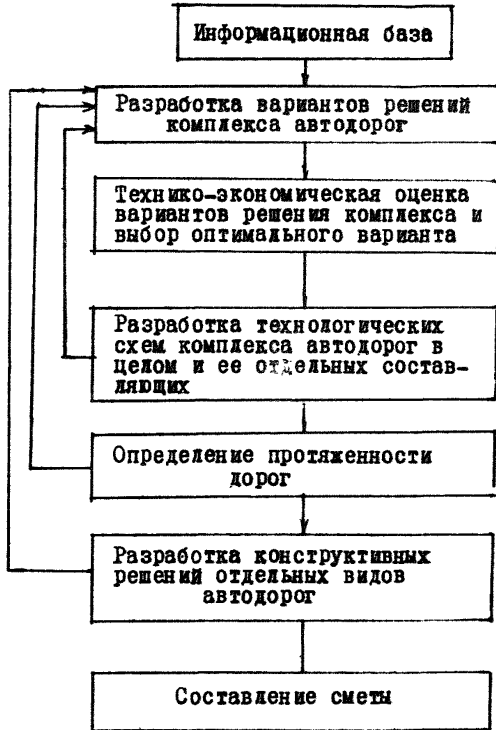 Информационная база
Разработка вариантов решений
комплекса автодорог
Технико-экономическая оценка
вариантов решения комплекса и
выбор оптимального варианта
Разработка технологических
схем комплекса автодорог в
целом и ее отдельных состав-
ляющих
Определение протяженности
дорог
Разработка конструктивных
решений отдельных видов
автодорог
Составление сметы